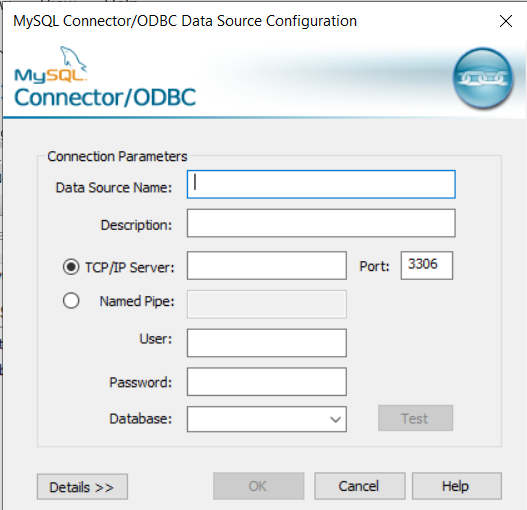 MySQL Connector/ODBC Data Source Configuration
MySQL
Connector/ODBC
Connection Parameters
Data Source Name:
Description:
TCP/IP Server:
Port: 3306
Named Pipe:
User:
Password:
Database:
Test
Details >>
OK
Cancel
Help